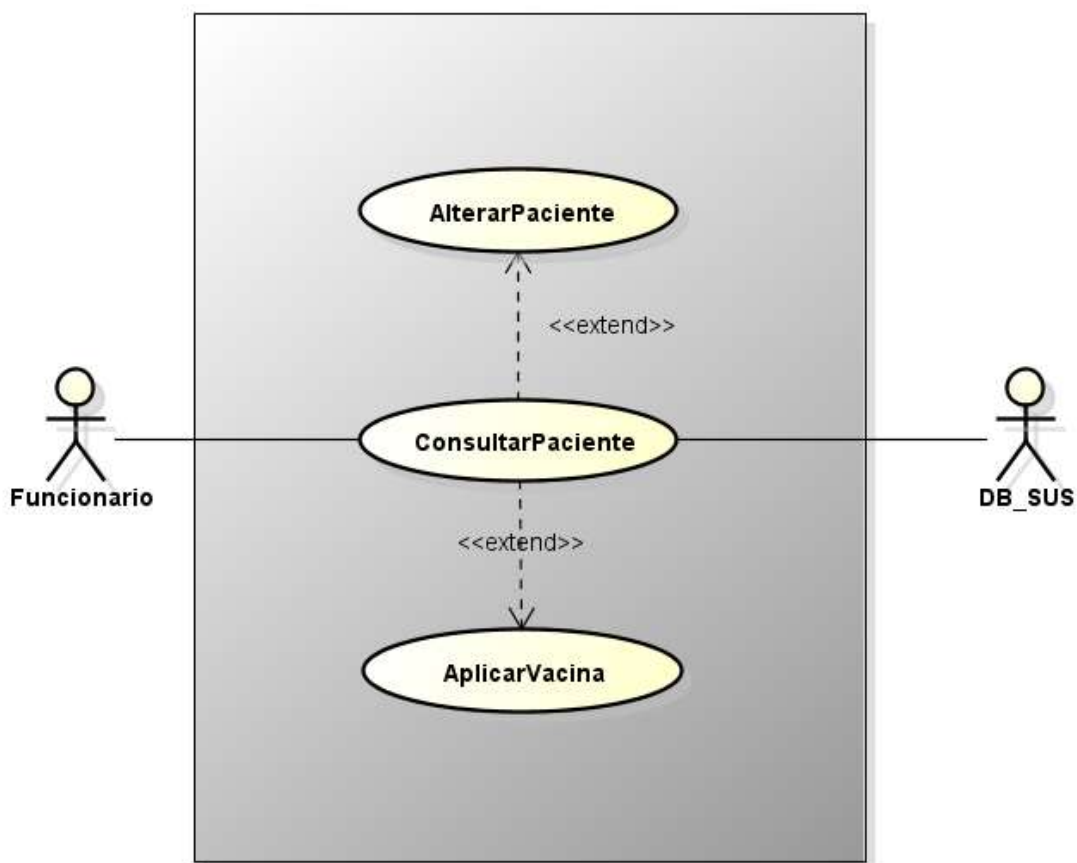 AlterarPaciente
<<extend>>
ConsultarPaciente
Funcionario
DB_SUS
<<extend>>
AplicarVacina